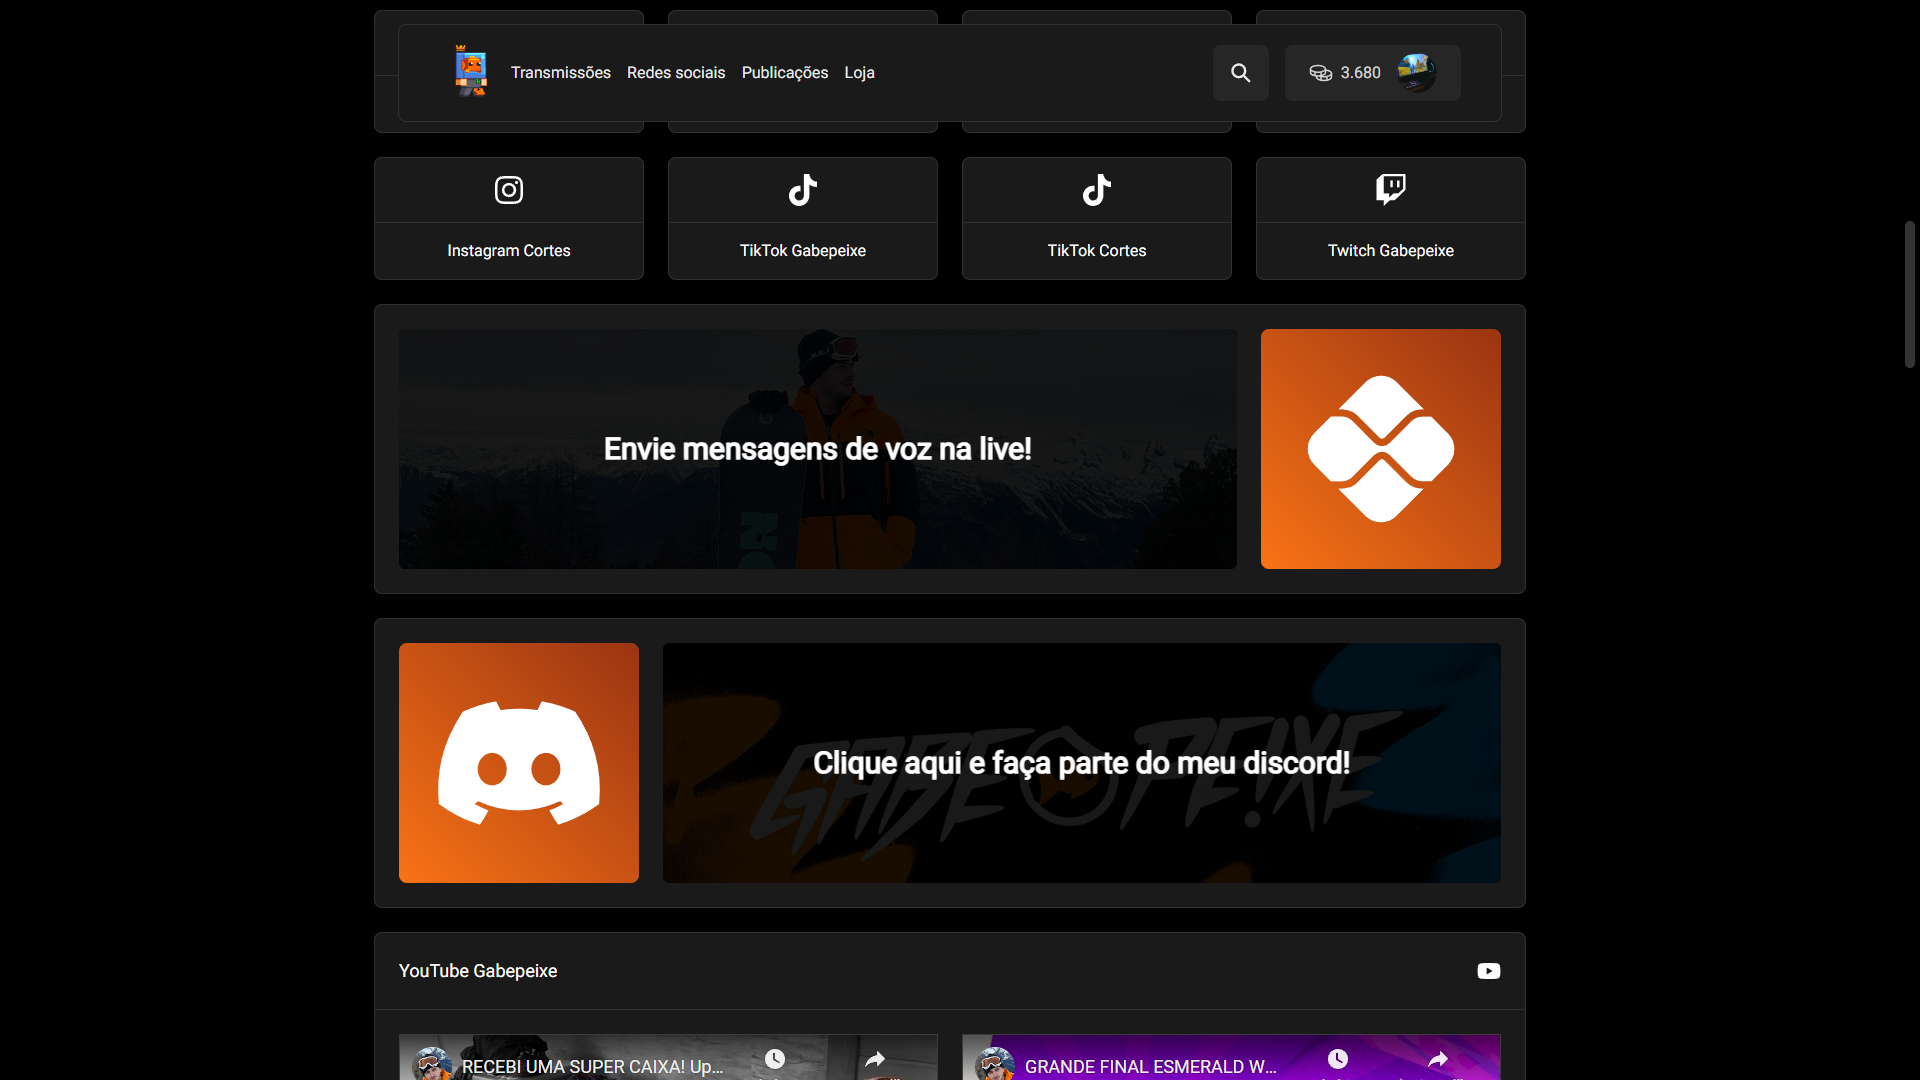 Transmissões Redes sociais Publicações Loja 3.680
Instagram Cortes
TikTok Gabepeixe
TikTok Cortes
Twitch Gabepeixe
Envie mensagens de voz na live!
GABEPEIXE
Clique aqui e faça parte do meu discord!
YouTube Gabepeixe
RECEBI UMA SUPER CAIXA! Up...
GRANDE FINAL ESMERALD W...